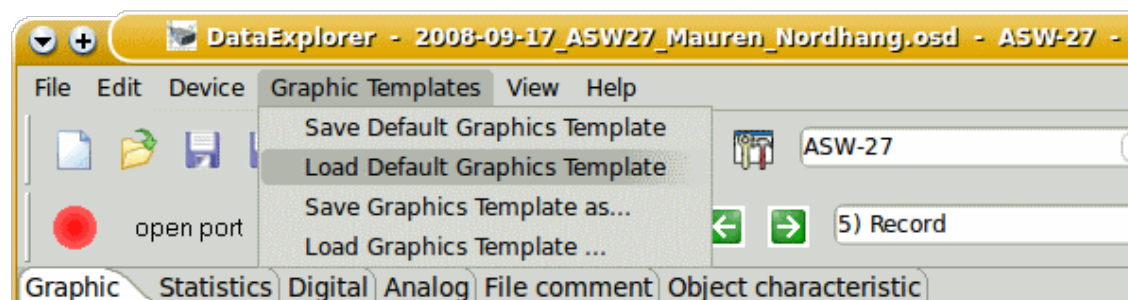 DataExplorer - 2008-09-17_ASW27_Mauren_Nordhang.osd - ASW-27 -
File Edit Device Graphic Templates View Help
Save Default Graphics Template
Load Default Graphics Template
Save Graphics Template as...
Load Graphics Template ...
ASW-27
open port
5) Record
Graphic Statistics Digital Analog File comment Object characteristic